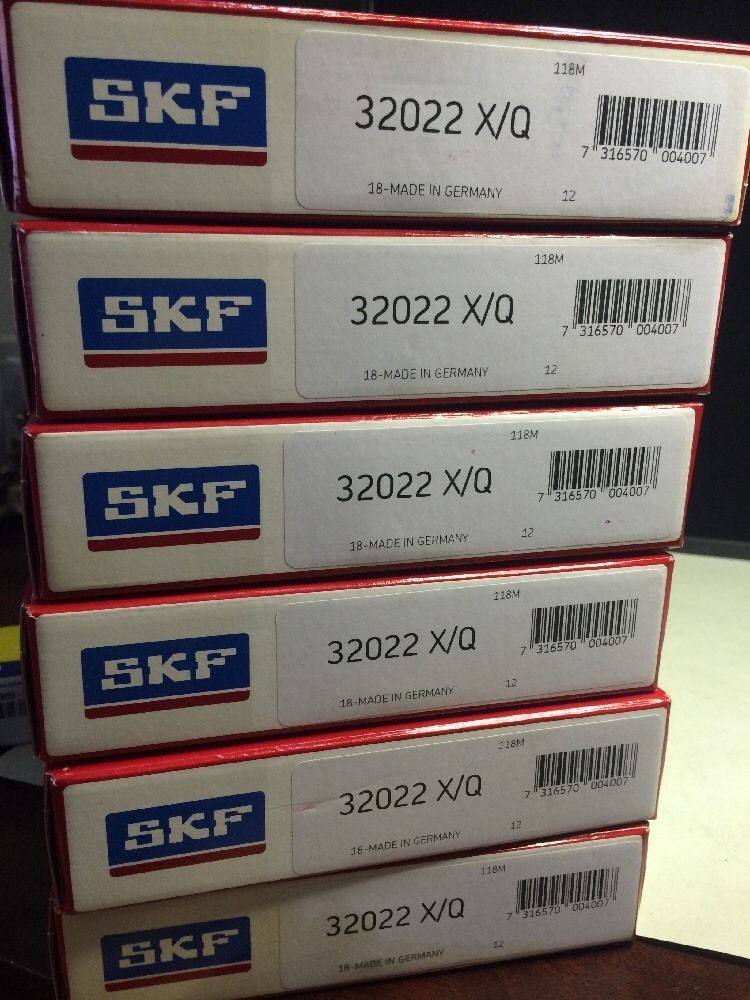 SKF
118M
32022 X/Q
7 316570 004007
18-MADE IN GERMANY 12
SKF
118M
32022 X/Q
7 316570 004007
18-MADE IN GERMANY 12
SKF
118M
32022 X/Q
7 316570 004007
18-MADE IN GERMANY 12
SKF
118M
32022 X/Q
7 316570 004007
18-MADE IN GERMANY 12
SKF
118M
32022 X/Q
7 316570 004007
18-MADE IN GERMANY 12
SKF
118M
32022 X/Q
7 316570 004007
18-MADE IN GERMANY 12